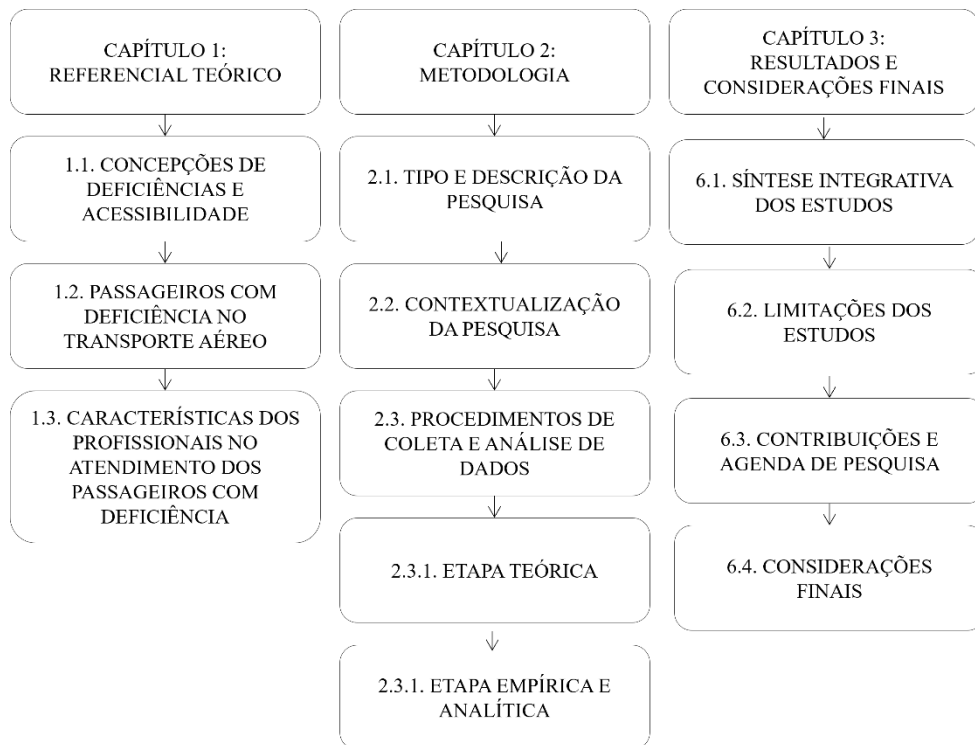 CAPÍTULO 1:
REFERENCIAL TEÓRICO
1.1. CONCEPÇÕES DE
DEFICIÊNCIAS E
ACESSIBILIDADE
1.2. PASSAGEIROS COM
DEFICIÊNCIA NO
TRANSPORTE AÉREO
1.3. CARACTERÍSTICAS DOS
PROFISSIONAIS NO
ATENDIMENTO DOS
PASSAGEIROS COM
DEFICIÊNCIA
CAPÍTULO 2:
METODOLOGIA
2.1. TIPO E DESCRIÇÃO DA
PESQUISA
2.2. CONTEXTUALIZAÇÃO
DA PESQUISA
2.3. PROCEDIMENTOS DE
COLETA E ANÁLISE DE
DADOS
2.3.1. ETAPA TEÓRICA
2.3.1. ETAPA EMPÍRICA E
ANALÍTICA
CAPÍTULO 3:
RESULTADOS E
CONSIDERAÇÕES FINAIS
6.1. SÍNTESE INTEGRATIVA
DOS ESTUDOS
6.2. LIMITAÇÕES DOS
ESTUDOS
6.3. CONTRIBUIÇÕES E
AGENDA DE PESQUISA
6.4. CONSIDERAÇÕES
FINAIS